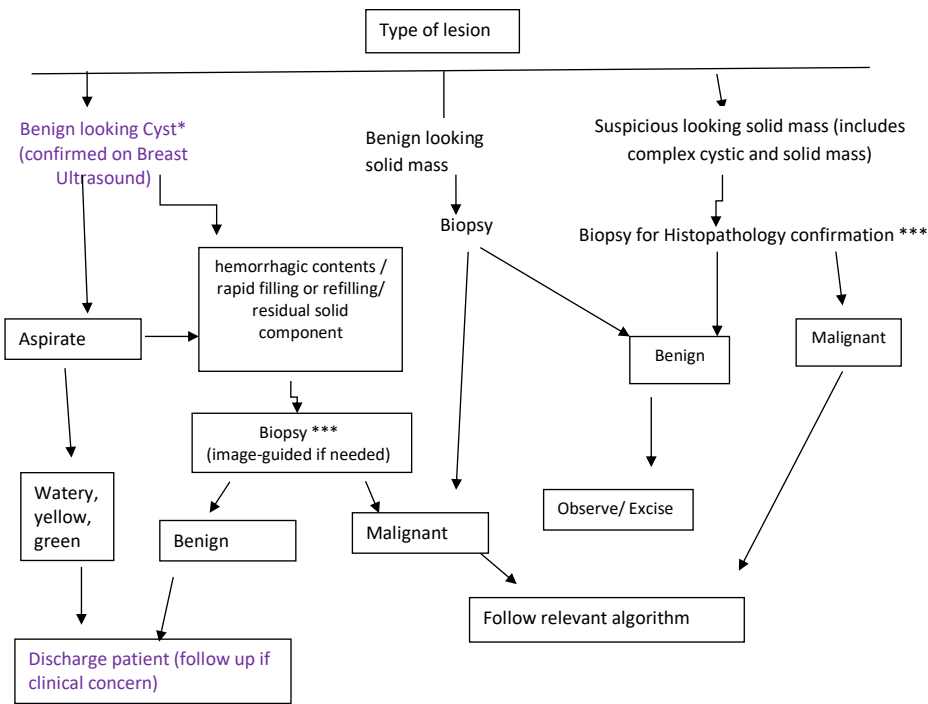 Type of lesion
Benign looking Cyst*
(confirmed on Breast
Ultrasound)
Benign looking
solid mass
Suspicious looking solid mass (includes
complex cystic and solid mass)
Biopsy
Biopsy for Histopathology confirmation ***
hemorrhagic contents /
rapid filling or refilling/
residual solid
component
Aspirate
Benign
Malignant
Biopsy ***
(image-guided if needed)
Watery,
yellow,
green
Benign
Malignant
Observe/ Excise
Follow relevant algorithm
Discharge patient (follow up if
clinical concern)